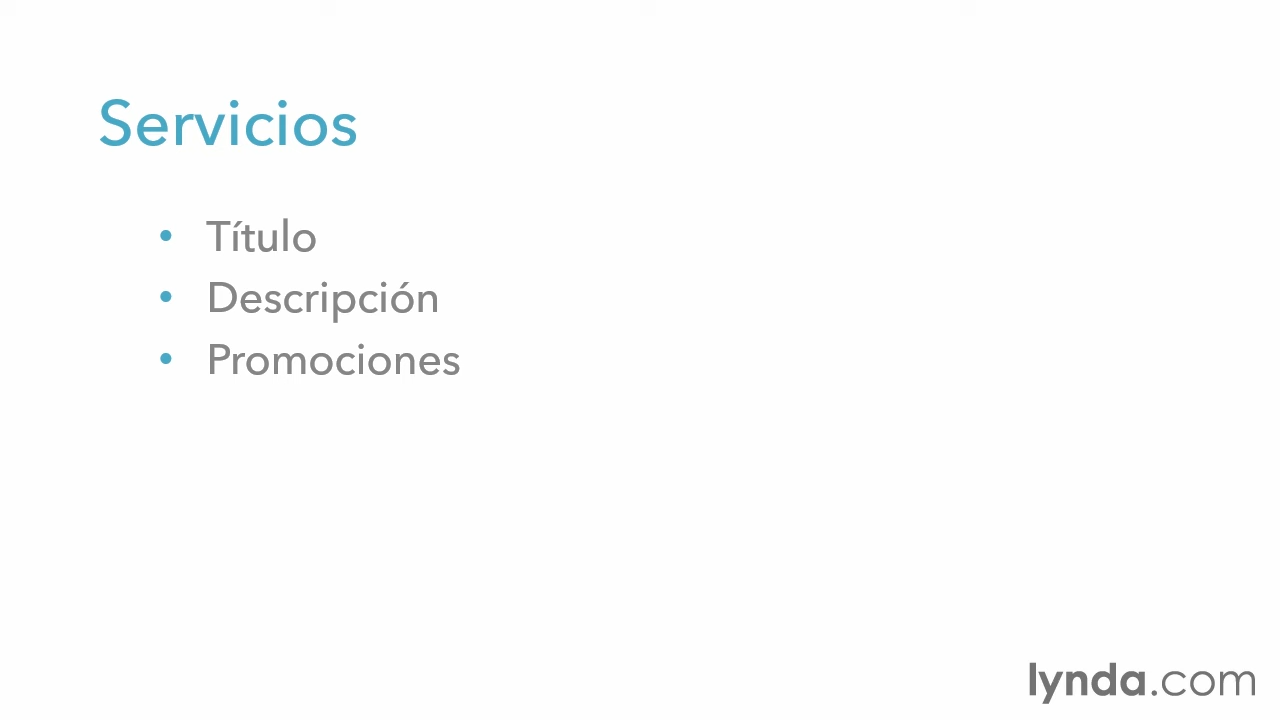 Servicios
• Título
• Descripción
• Promociones
lynda.com